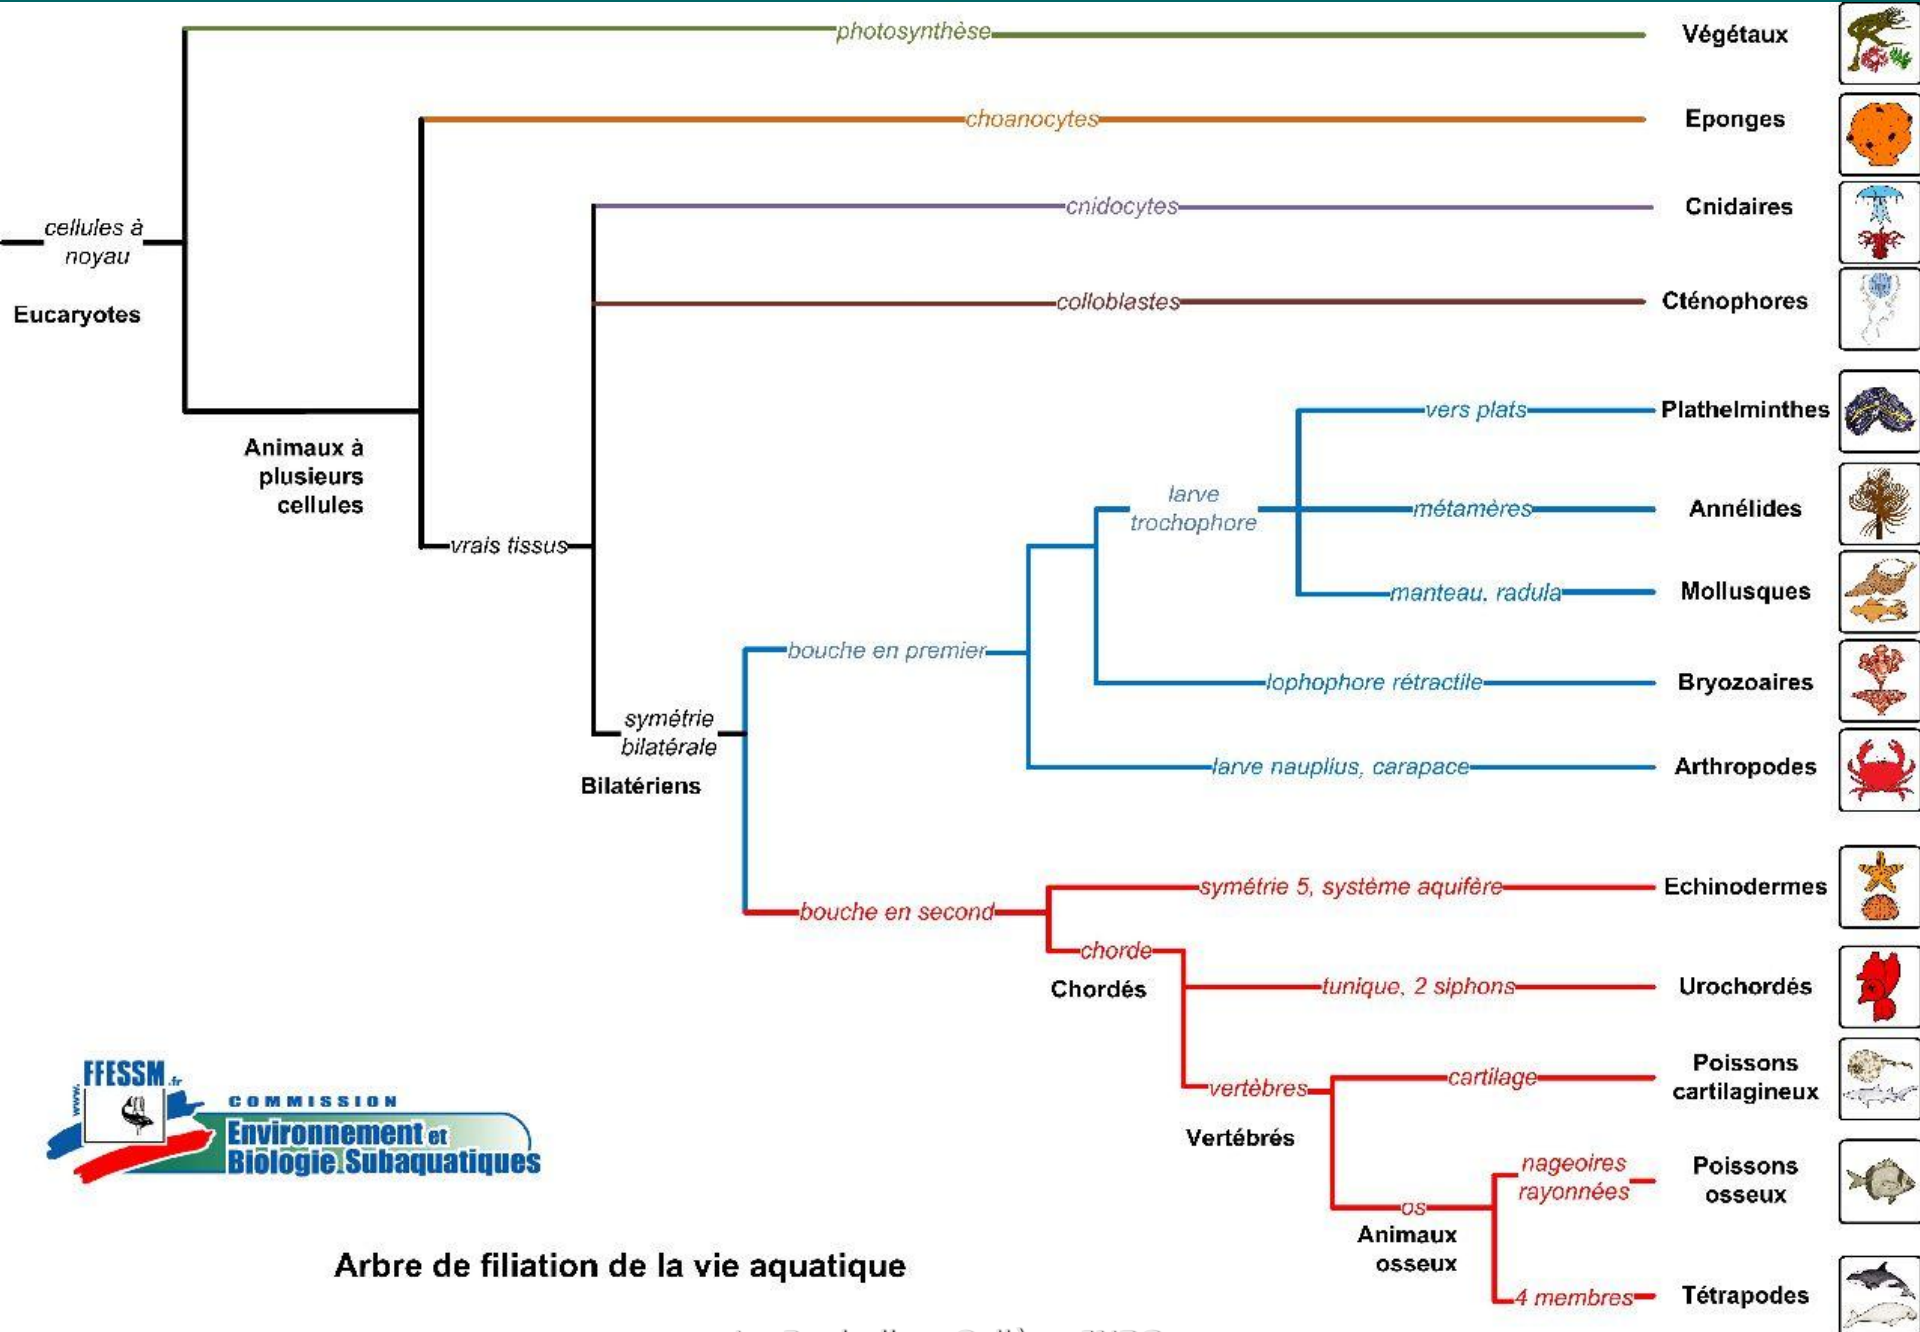 photosynthèse
Végétaux
choanocytes
Eponges
cnidocytes
Cnidaires
cellules à
noyau
Eucaryotes
colloblastes
Cténophores
vers plats
Plathelminthes
Animaux à
plusieurs
cellules
larve
trochophore
métamères
Annélides
vrais tissus
manteau, radula
Mollusques
bouche en premier
lophophore rétractile
Bryozoaires
symétrie
bilatérale
Bilatériens
larve nauplius, carapace
Arthropodes
symétrie 5, système aquifère
Echinodermes
bouche en second
chorde
Chordés
tunique, 2 siphons
Urochordés
vertèbres
Vertébrés
cartilage
Poissons
cartilagineux
nageoires
rayonnées
Poissons
osseux
os
Animaux
osseux
4 membres
Tétrapodes
www.
FFESSM.fr
COMMISSION
Environnement et
Biologie Subaquatiques
Arbre de filiation de la vie aquatique